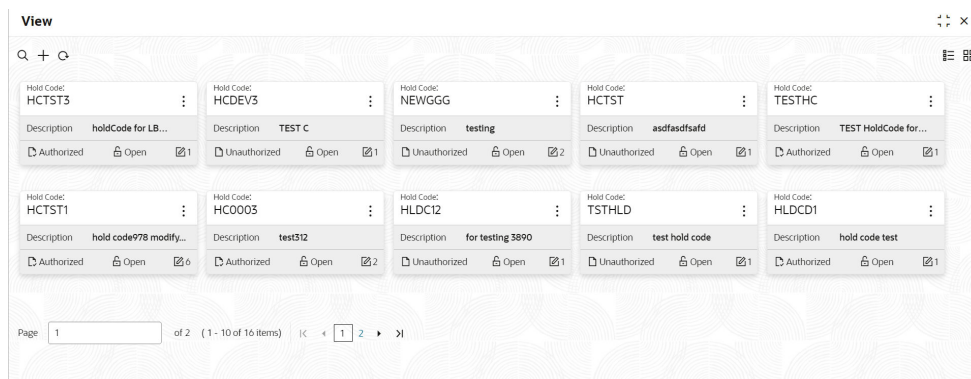 View
Hold Code: Hold Code: Hold Code: Hold Code: Hold Code:
HCTST3 HCDEV3 NEWGGG HCTST TESTHC
Description holdCode for LB... Description TEST C Description testing Description asdfasdfsafd Description TEST HoldCode for...
Authorized Open 1 Unauthorized Open 1 Unauthorized Open 2 Unauthorized Open 1 Authorized Open 1
Hold Code: Hold Code: Hold Code: Hold Code: Hold Code:
HCTST1 HC0003 HLDC12 TSTHLD HLDCD1
Description hold code978 modify... Description test312 Description for testing 3890 Description test hold code Description hold code test
Authorized Open 6 Authorized Open 2 Unauthorized Open 1 Unauthorized Open 1 Authorized Open 1
Page 1 of 2 (1 - 10 of 16 items) 1 2